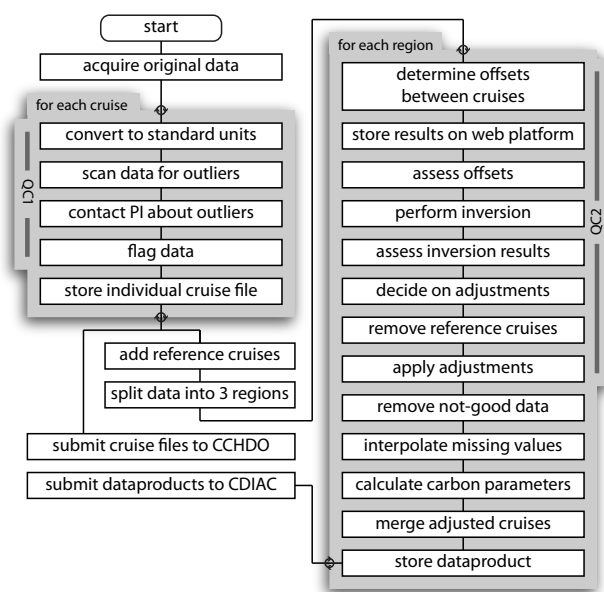 start
acquire original data
for each cruise
QC1
convert to standard units
scan data for outliers
contact PI about outliers
flag data
store individual cruise file
add reference cruises
split data into 3 regions
submit cruise files to CCHDO
submit dataproducts to CDIAC
for each region
QC2
determine offsets
between cruises
store results on web platform
assess offsets
perform inversion
assess inversion results
decide on adjustments
remove reference cruises
apply adjustments
remove not-good data
interpolate missing values
calculate carbon parameters
merge adjusted cruises
store dataproduct